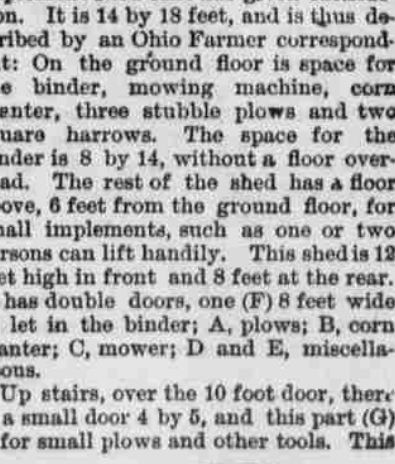 on. It is 14 by 18 feet, and is thus de-
ribed by an Ohio Farmer correspond-
t: On the ground floor is space for
e binder, mowing machine, corn
anter, three stubble plows and two
uare harrows. The space for the
nder is 8 by 14, without a floor over-
ad. The rest of the shed has a floor
ove, 6 feet from the ground floor, for
nall implements, such as one or two
rsons can lift handily. This shed is 12
et high in front and 8 feet at the rear.
has double doors, one (F) 8 feet wide
let in the binder; A, plows; B, corn
anter; C, mower; D and E, miscella-
ous.
Up stairs, over the 10 foot door, there
a small door 4 by 5, and this part (G)
for small plows and other tools. This